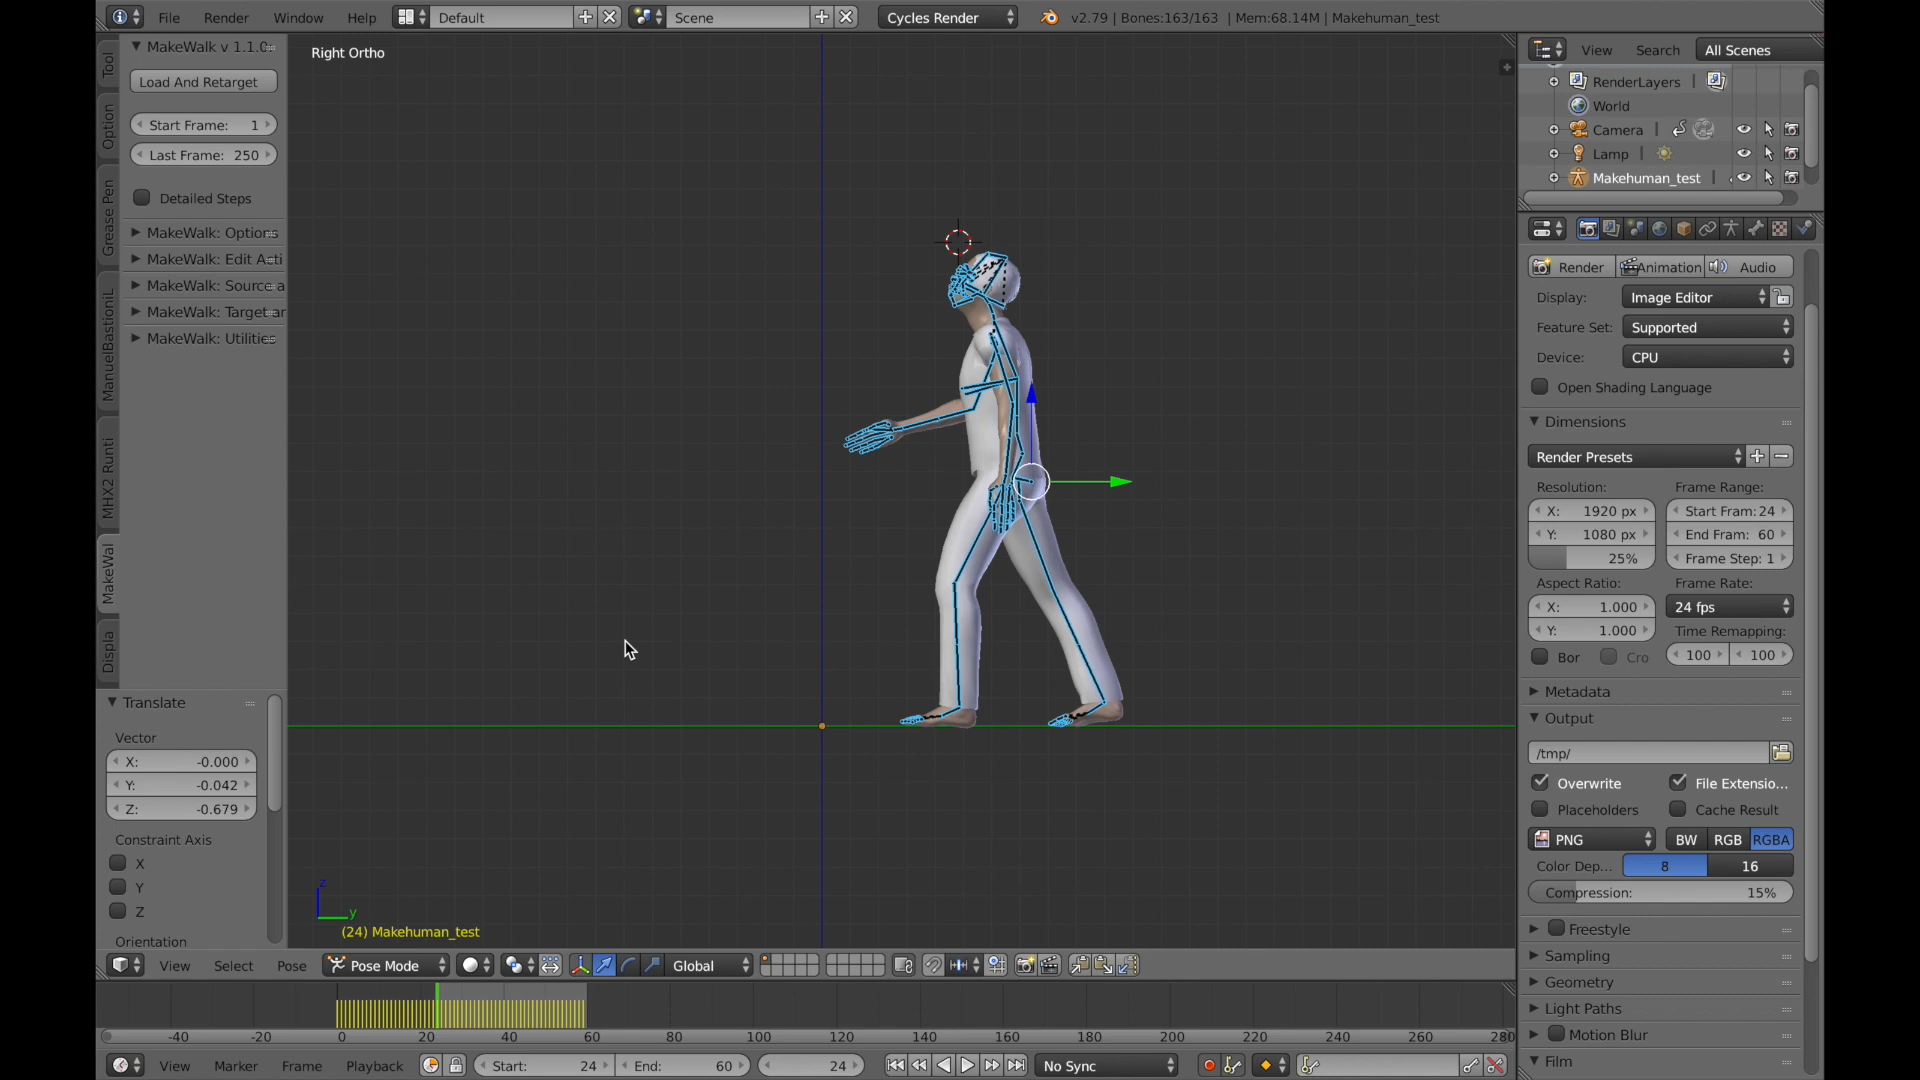 File Render Window Help Default Scene Cycles Render v2.79 | Bones:163/163 | Mem:68.14M | Makehuman_test
MakeWalk v 1.1.0
Load And Retarget
Start Frame: 1
Last Frame: 250
Detailed Steps
MakeWalk: Options
MakeWalk: Edit Acti
MakeWalk: Source a
MakeWalk: Target ar
MakeWalk: Utilities
Tool
Option
Grease Pen
ManuelBastioniL
MHX2 Runti
MakeWal
Displa
Translate
Vector
X: -0.000
Y: -0.042
Z: -0.679
Constraint Axis
X
Y
Z
Orientation
Right Ortho
z
y
(24) Makehuman_test
View Select Pose Pose Mode Global
-40 -20 0 20 40 60 80 100 120 140 160 180 200 220 240 260 280
View Marker Frame Playback Start: 24 End: 60 24 No Sync
View Search All Scenes
RenderLayers
World
Camera
Lamp
Makehuman_test
Render Animation Audio
Display: Image Editor
Feature Set: Supported
Device: CPU
Open Shading Language
Dimensions
Render Presets
Resolution: Frame Range:
X: 1920 px Start Fram: 24
Y: 1080 px End Fram: 60
25% Frame Step: 1
Aspect Ratio: Frame Rate:
X: 1.000 24 fps
Y: 1.000 Time Remapping:
Bor Cro 100 100
Metadata
Output
/tmp/
Overwrite File Extensio...
Placeholders Cache Result
PNG BW RGB RGBA
Color Dep... 8 16
Compression: 15%
Freestyle
Sampling
Geometry
Light Paths
Motion Blur
Film